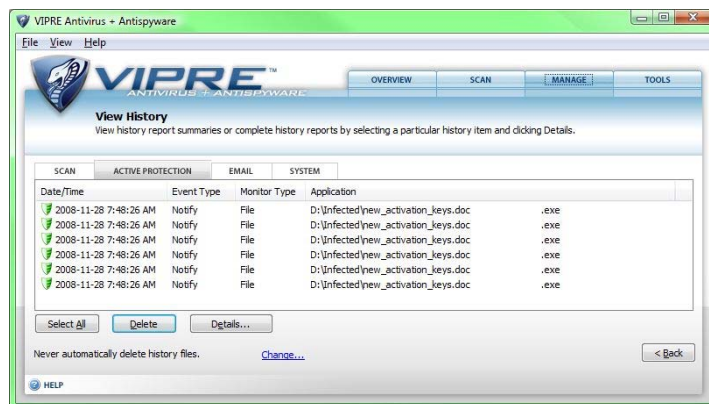 VIPRE Antivirus + Antispyware
File View Help
VIPRE™
ANTIVIRUS + ANTISPYWARE
OVERVIEW SCAN MANAGE TOOLS
View History
View history report summaries or complete history reports by selecting a particular history item and clicking Details.
SCAN ACTIVE PROTECTION EMAIL SYSTEM
Date/Time Event Type Monitor Type Application
2008-11-28 7:48:26 AM Notify File D:\Infected\new_activation_keys.doc .exe
2008-11-28 7:48:26 AM Notify File D:\Infected\new_activation_keys.doc .exe
2008-11-28 7:48:26 AM Notify File D:\Infected\new_activation_keys.doc .exe
2008-11-28 7:48:26 AM Notify File D:\Infected\new_activation_keys.doc .exe
2008-11-28 7:48:26 AM Notify File D:\Infected\new_activation_keys.doc .exe
2008-11-28 7:48:26 AM Notify File D:\Infected\new_activation_keys.doc .exe
Select All Delete Details...
Never automatically delete history files. Change... < Back
HELP